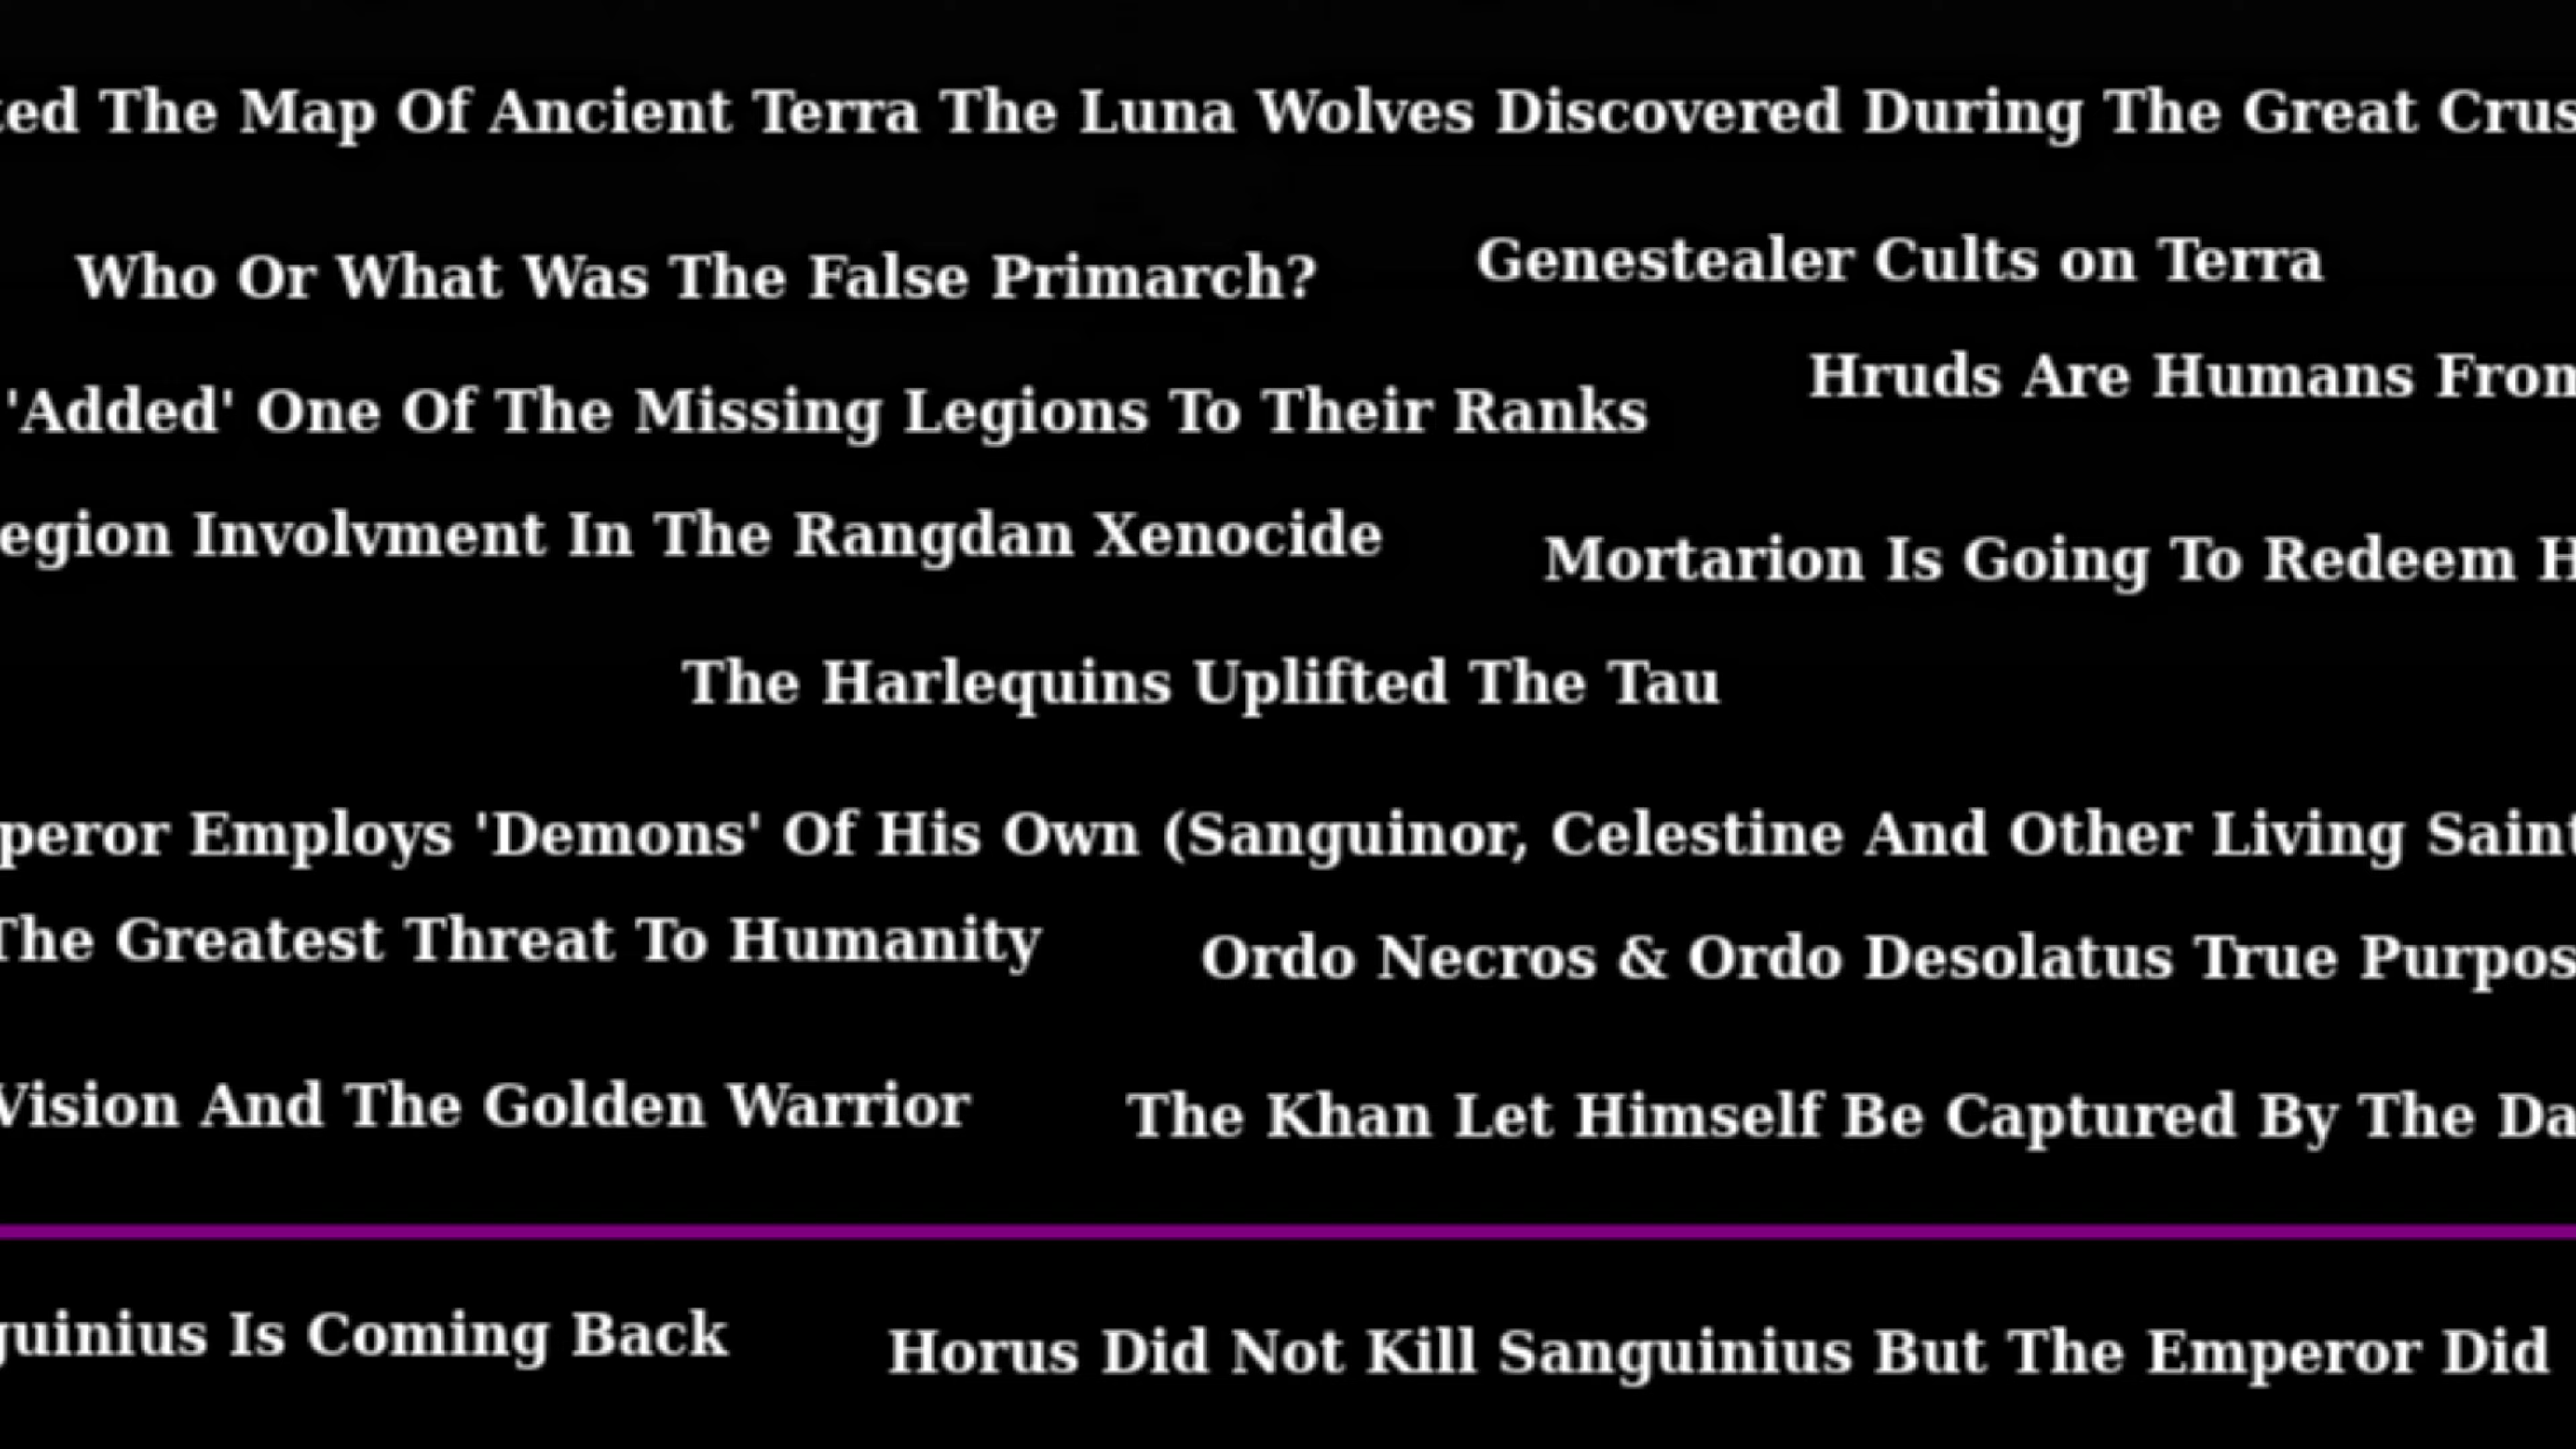 ted The Map Of Ancient Terra The Luna Wolves Discovered During The Great Crus
Who Or What Was The False Primarch?
Genestealer Cults on Terra
'Added' One Of The Missing Legions To Their Ranks
Hruds Are Humans From
egion Involvment In The Rangdan Xenocide
Mortarion Is Going To Redeem H
The Harlequins Uplifted The Tau
peror Employs 'Demons' Of His Own (Sanguinor, Celestine And Other Living Saint
The Greatest Threat To Humanity
Ordo Necros & Ordo Desolatus True Purpos
Vision And The Golden Warrior
The Khan Let Himself Be Captured By The Da
guinius Is Coming Back
Horus Did Not Kill Sanguinius But The Emperor Did